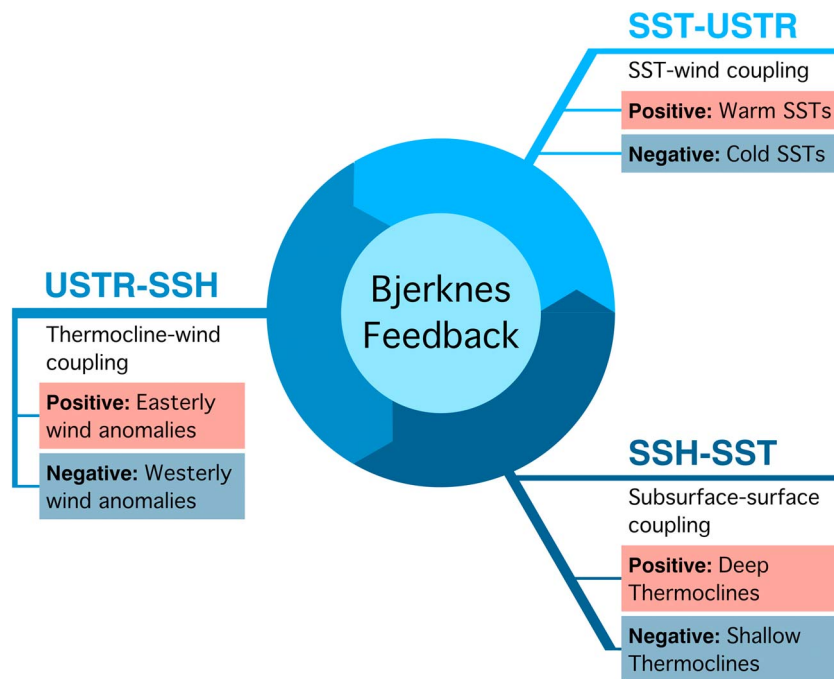 SST-USTR
SST-wind coupling
Positive: Warm SSTs
Negative: Cold SSTs
Bjerknes
Feedback
USTR-SSH
Thermocline-wind
coupling
Positive: Easterly
wind anomalies
Negative: Westerly
wind anomalies
SSH-SST
Subsurface-surface
coupling
Positive: Deep
Thermoclines
Negative: Shallow
Thermoclines